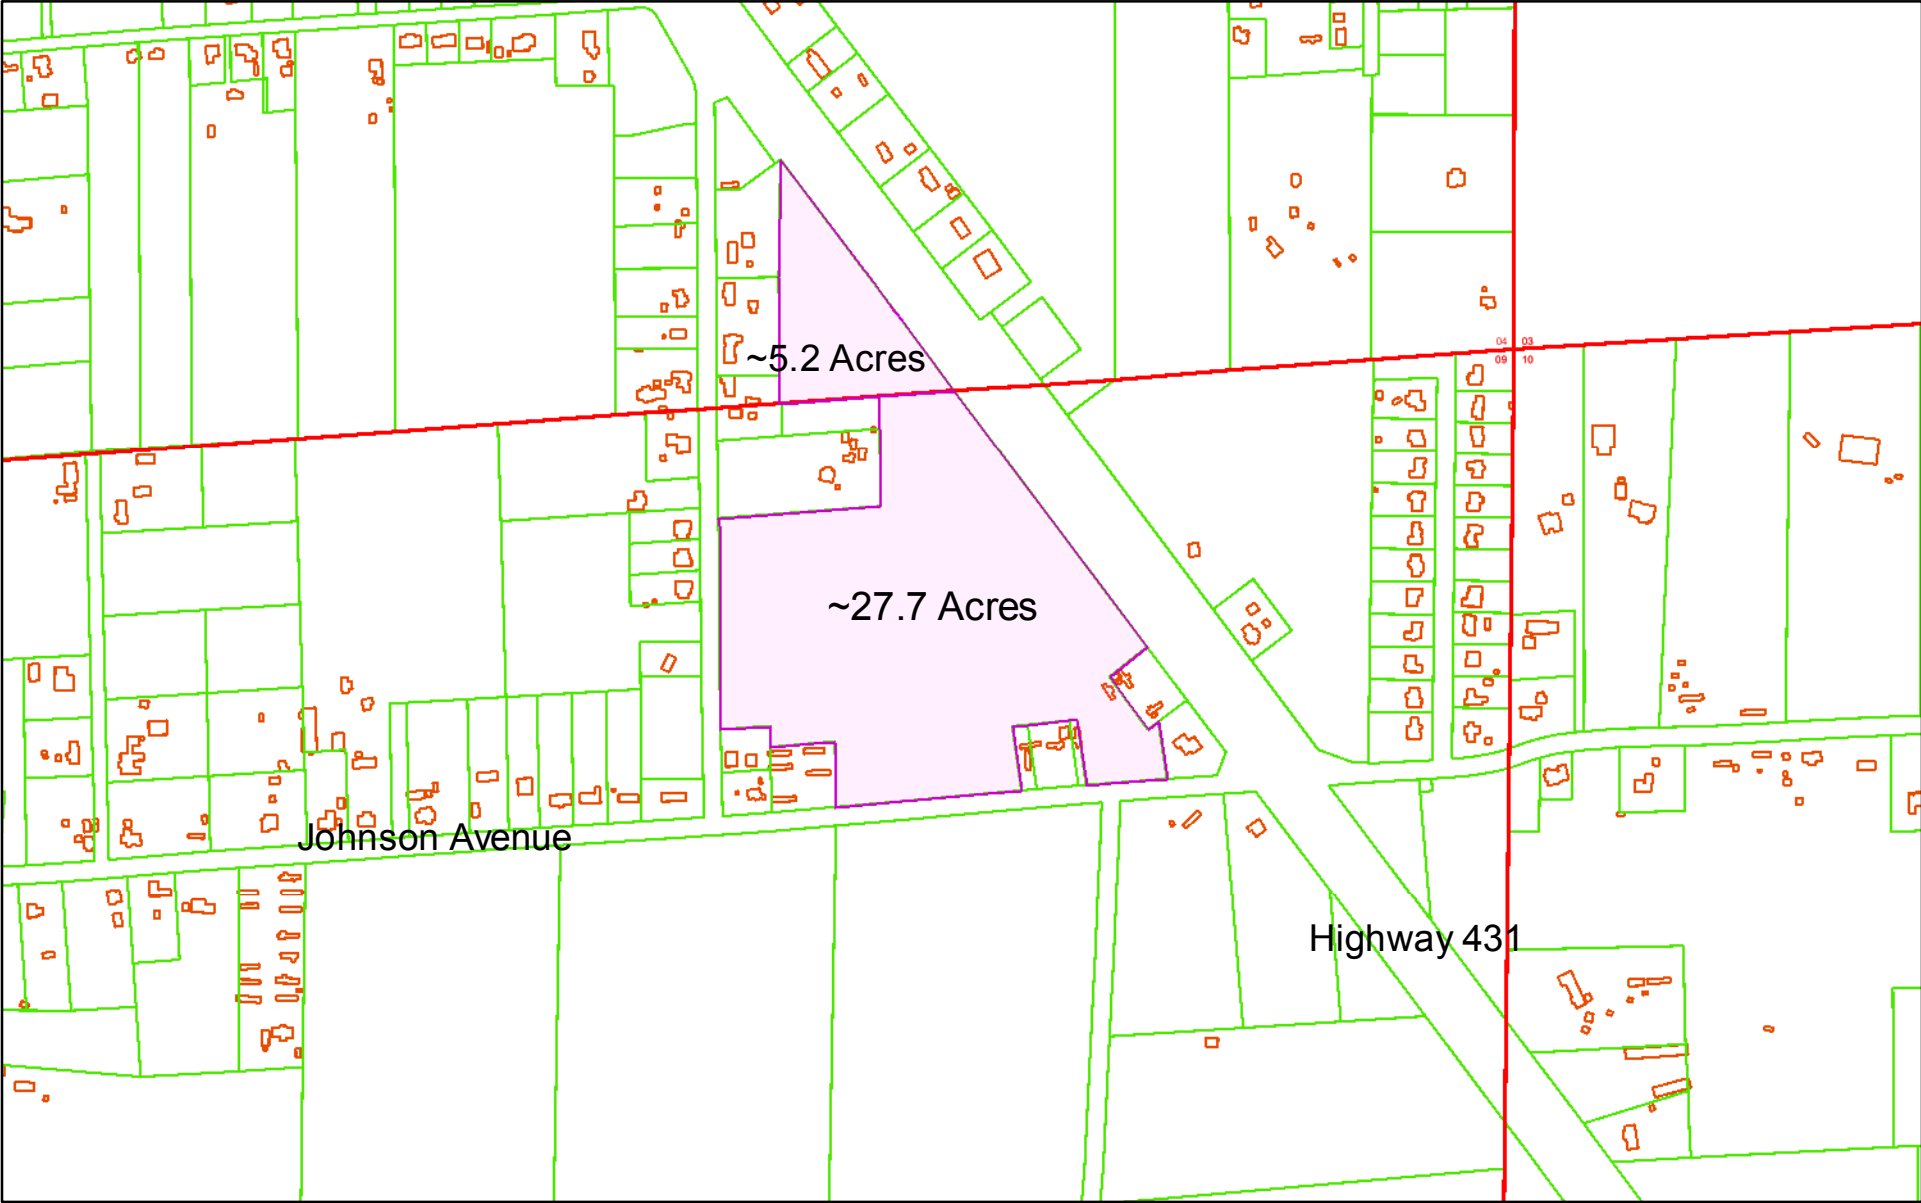 04 03
09 10
~5.2 Acres
~27.7 Acres
Johnson Avenue
Highway 431